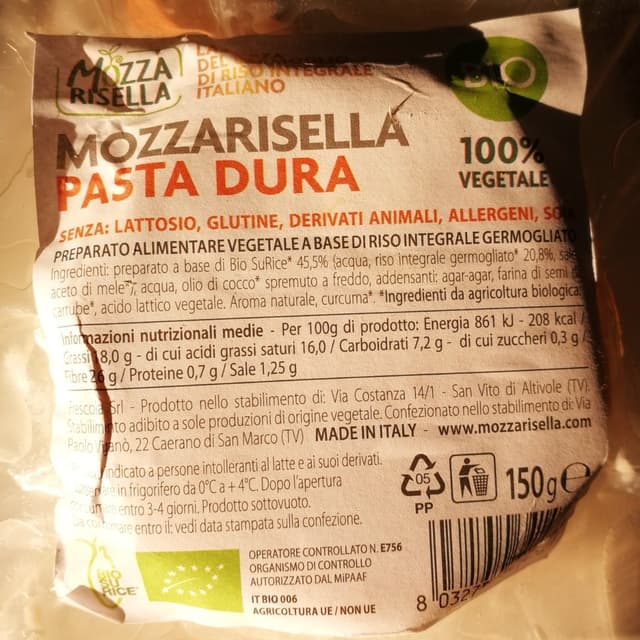 MOZZA
RISELLA
DEL
DI RISO INTEGRALE
ITALIANO
BIO
MOZZARISELLA
PASTA DURA
100%
VEGETALE
SENZA: LATTOSIO, GLUTINE, DERIVATI ANIMALI, ALLERGENI, SOIA
PREPARATO ALIMENTARE VEGETALE A BASE DI RISO INTEGRALE GERMOGLIATO
Ingredienti: preparato a base di Bio SuRice* 45,5% (acqua, riso integrale germogliato* 20,8%, sale,
aceto di mele*), acqua, olio di cocco* spremuto a freddo, addensanti: agar-agar, farina di semi di
carrube*, acido lattico vegetale. Aroma naturale, curcuma*. *Ingredienti da agricoltura biologica.
Informazioni nutrizionali medie - Per 100g di prodotto: Energia 861 kJ - 208 kcal /
Grassi 18,0 g - di cui acidi grassi saturi 16,0 / Carboidrati 7,2 g - di cui zuccheri 0,3 g /
Fibre 26 g / Proteine 0,7 g / Sale 1,25 g
Frescolat Srl - Prodotto nello stabilimento di: Via Costanza 14/1 - San Vito di Altivole (TV)
Stabilimento adibito a sole produzioni di origine vegetale. Confezionato nello stabilimento di: Via
Paolo 22 Caerano di San Marco (TV) MADE IN ITALY - www.mozzarisella.com
indicato a persone intolleranti al latte e ai suoi derivati.
in frigorifero da 0°C a + 4°C. Dopo l'apertura
entro 3-4 giorni. Prodotto sottovuoto.
Da consumare entro il: vedi data stampata sulla confezione.
05
PP
150g e
BIO
RICE
OPERATORE CONTROLLATO N. E756
ORGANISMO DI CONTROLLO
AUTORIZZATO DAL MiPAAF
IT BIO 006
AGRICOLTURA UE / NON UE
8 0327